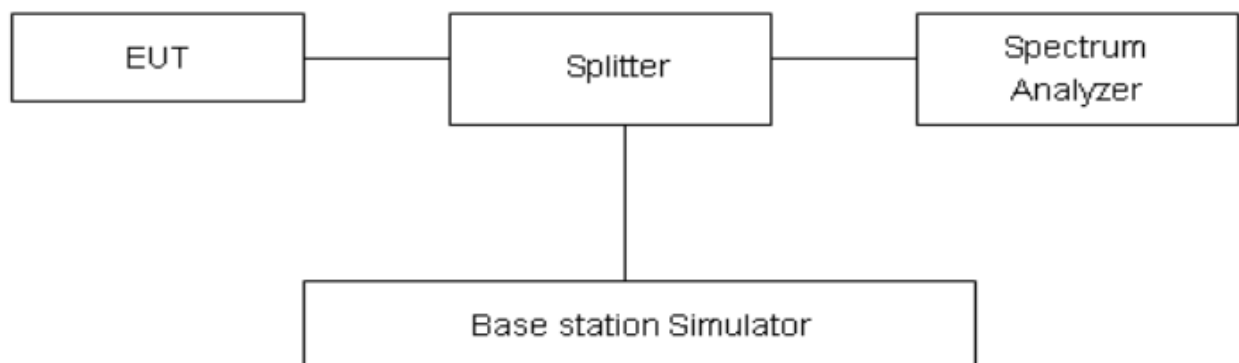 EUT
Splitter
Spectrum
Analyzer
Base station Simulator